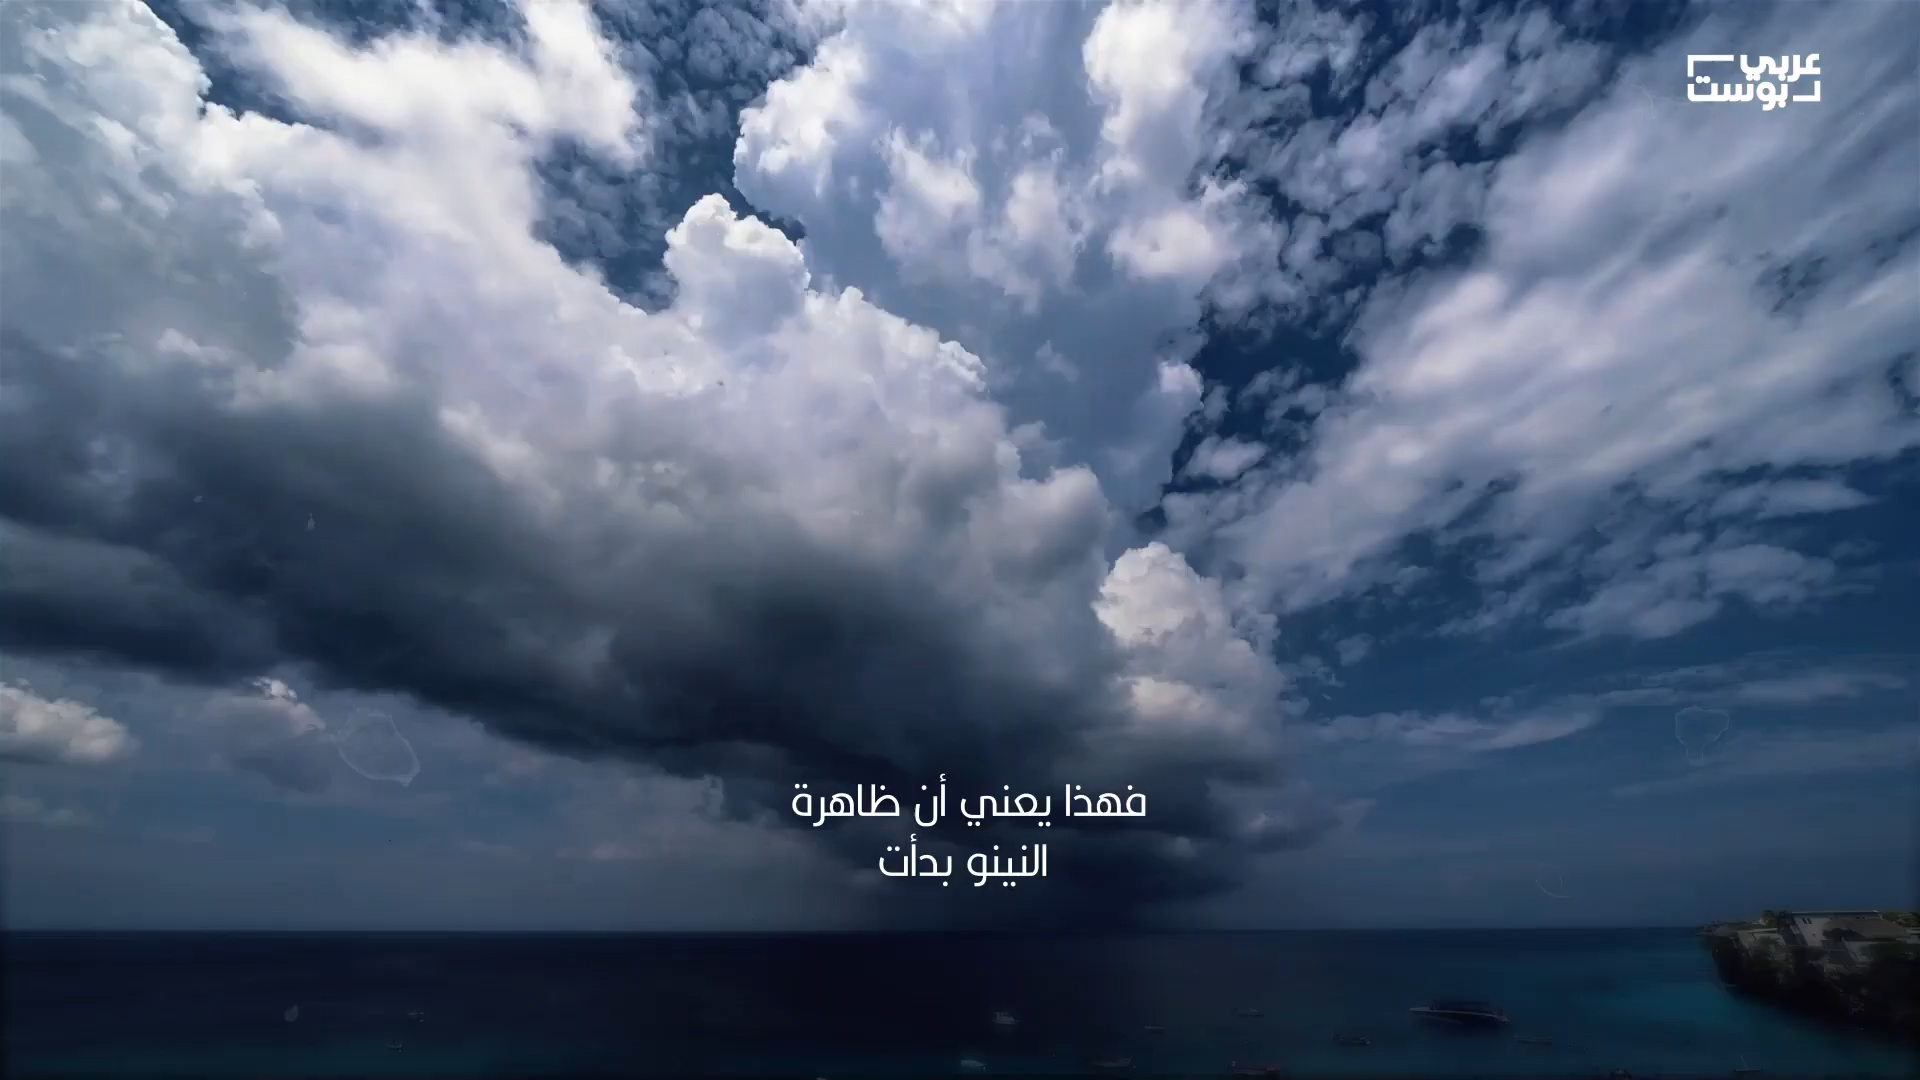 عربي
بوست
فهذا يعني أن ظاهرة
النينو بدأت